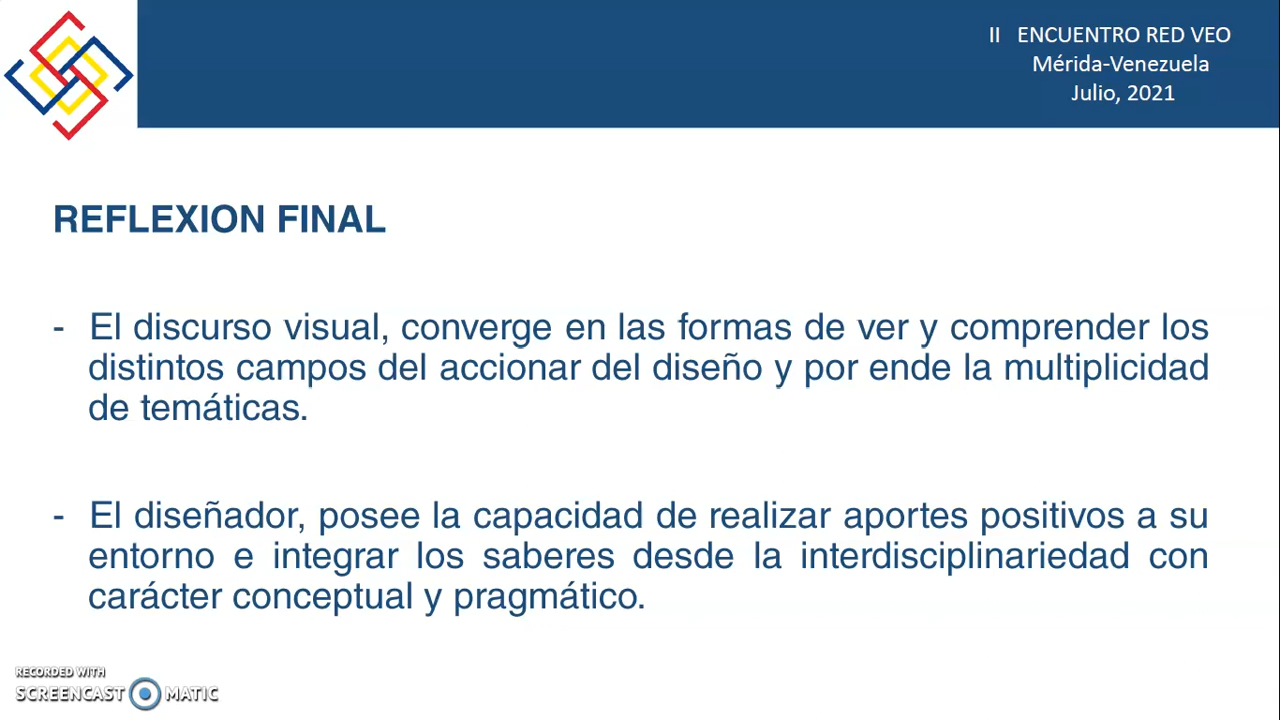 II ENCUENTRO RED VEO
Mérida-Venezuela
Julio, 2021
REFLEXION FINAL
- El discurso visual, converge en las formas de ver y comprender los
distintos campos del accionar del diseño y por ende la multiplicidad
de temáticas.
- El diseñador, posee la capacidad de realizar aportes positivos a su
entorno e integrar los saberes desde la interdisciplinariedad con
carácter conceptual y pragmático.
RECORDED WITH
SCREENCAST MATIC